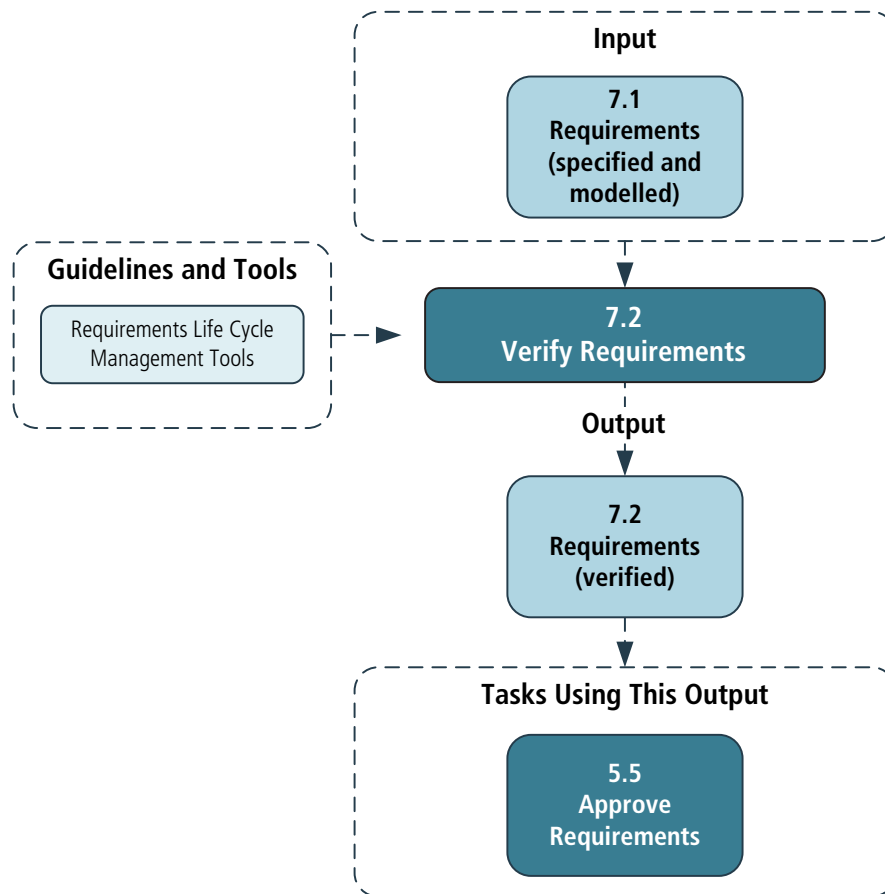 Input
7.1
Requirements
(specified and
modelled)
Guidelines and Tools
Requirements Life Cycle
Management Tools
7.2
Verify Requirements
Output
7.2
Requirements
(verified)
Tasks Using This Output
5.5
Approve
Requirements